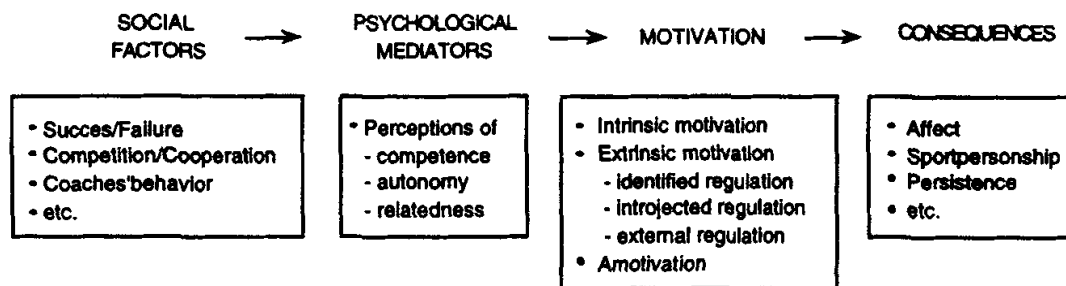 SOCIAL FACTORS
PSYCHOLOGICAL MEDIATORS
MOTIVATION
CONSEQUENCES
• Succes/Failure
• Competition/Cooperation
• Coaches'behavior
• etc.
• Perceptions of
- competence
- autonomy
- relatedness
• Intrinsic motivation
• Extrinsic motivation
- identified regulation
- introjected regulation
- external regulation
• Amotivation
• Affect
• Sportpersonship
• Persistence
• etc.